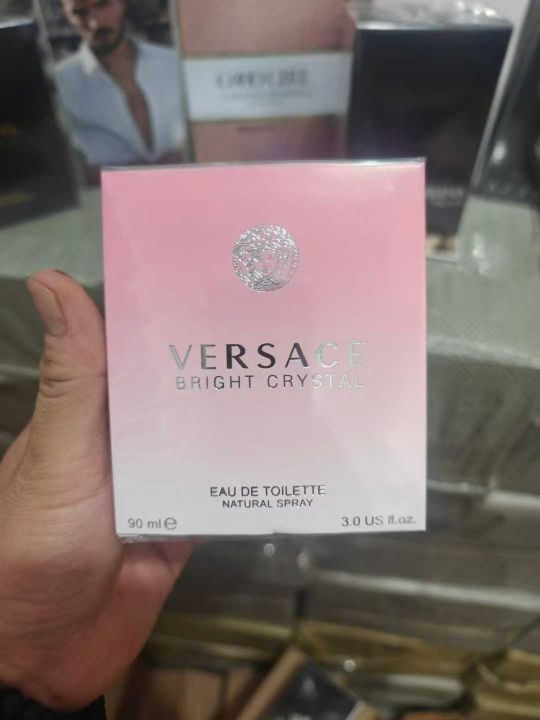 VERSACE
BRIGHT CRYSTAL
EAU DE TOILETTE
NATURAL SPRAY
90 ml e
3.0 US fl.oz.